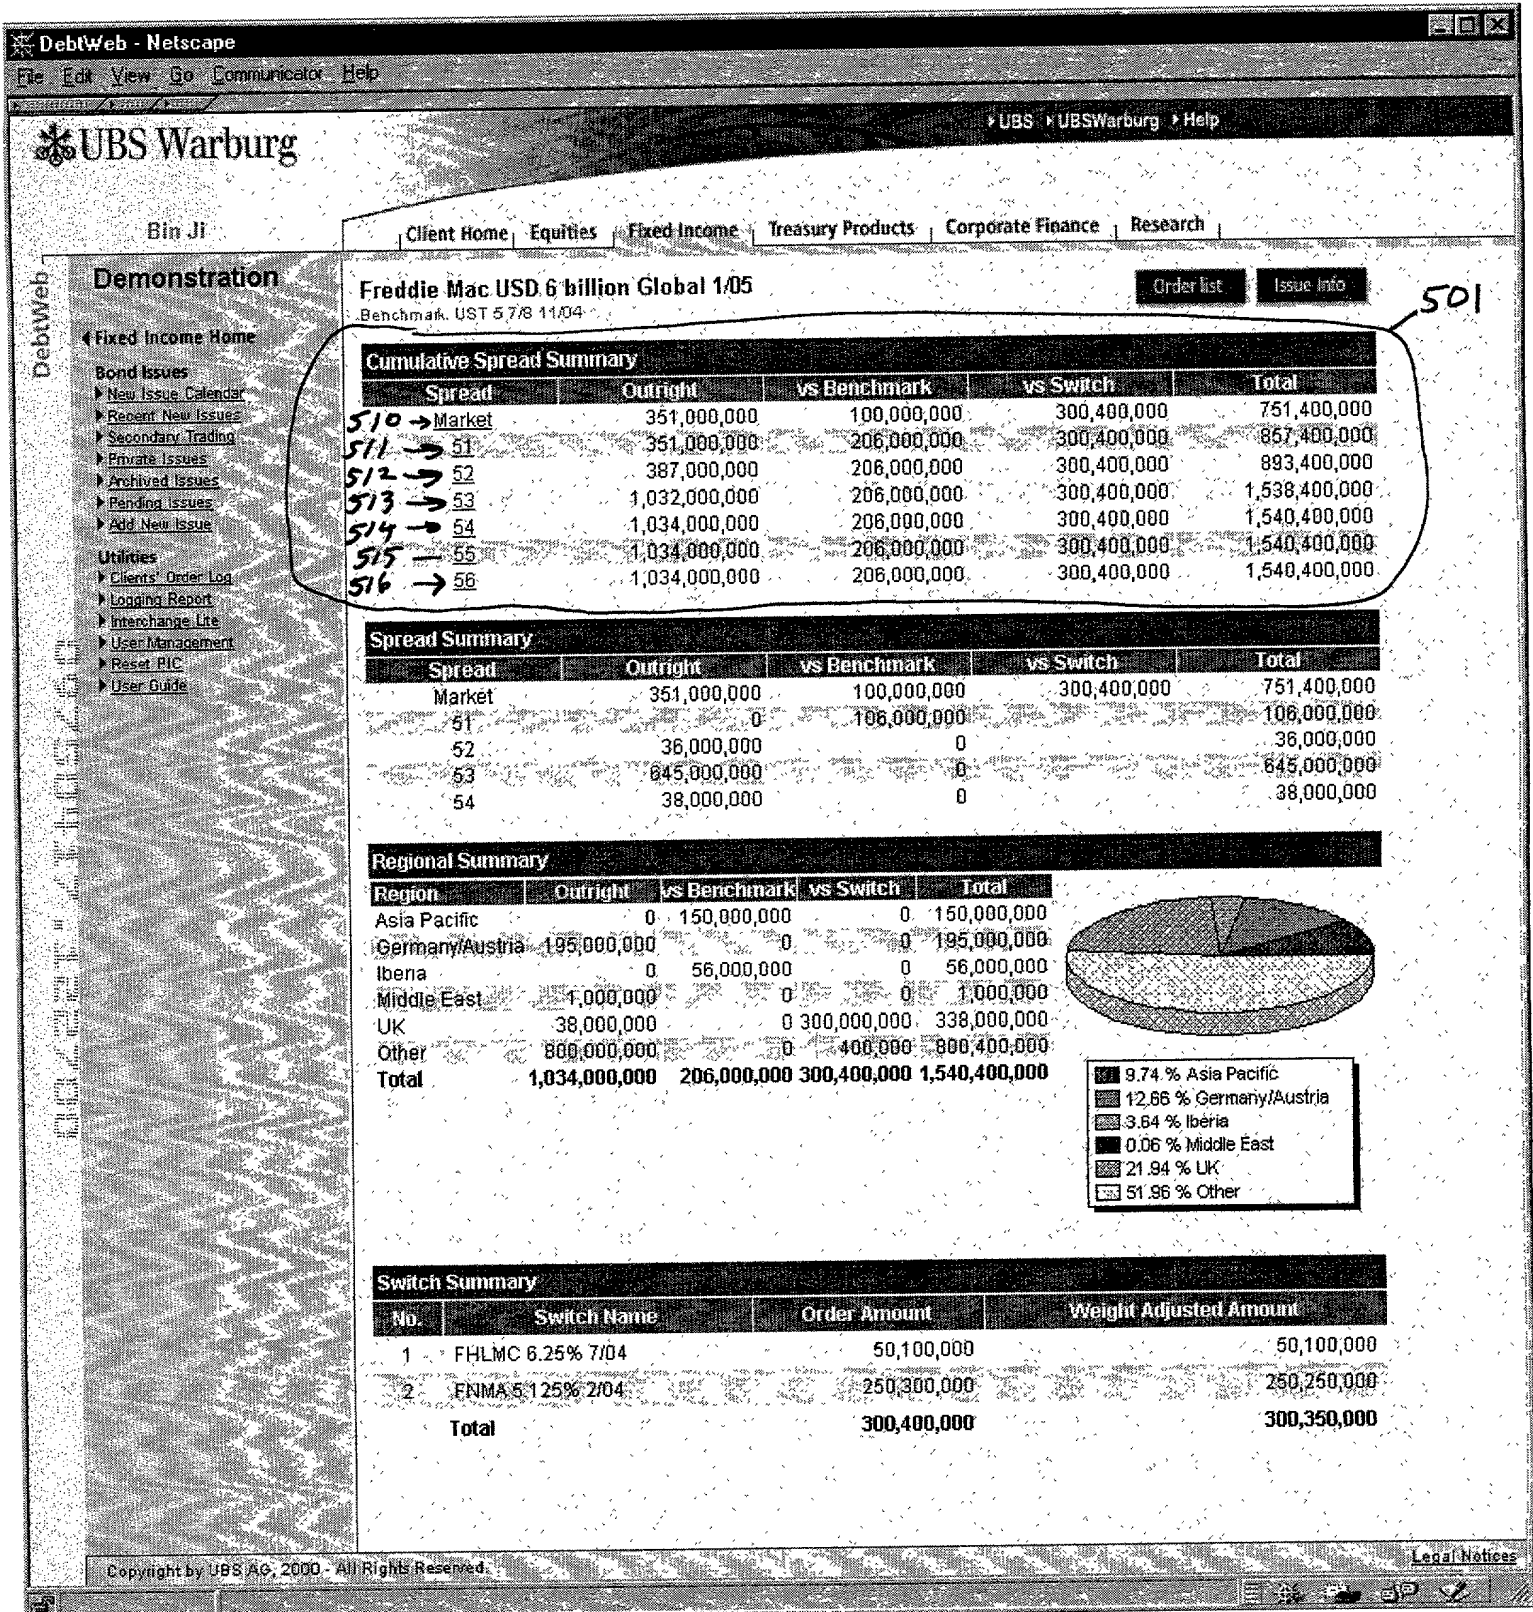 DebtWeb - Netscape
File Edit View Go Communicator Help
UBS Warburg
UBS UBSWarburg Help
Bin Ji
Client Home Equities Fixed Income Treasury Products Corporate Finance Research
DebtWeb
Demonstration
Fixed Income Home
Bond Issues
New Issue Calendar
Recent New Issues
Secondary Trading
Private Issues
Archived Issues
Pending Issues
Add New Issue
Utilities
Clients' Order Log
Logging Report
Interchange Lite
User Management
Reset PIC
User Guide
Freddie Mac USD 6 billion Global 1/05
Order list Issue Info
Benchmark. UST 5 7/8 11/04
501
Cumulative Spread Summary
Spread Outright vs Benchmark vs Switch Total
510 → Market 351,000,000 100,000,000 300,400,000 751,400,000
511 → 51 351,000,000 206,000,000 300,400,000 857,400,000
512 → 52 387,000,000 206,000,000 300,400,000 893,400,000
513 → 53 1,032,000,000 206,000,000 300,400,000 1,538,400,000
514 → 54 1,034,000,000 206,000,000 300,400,000 1,540,400,000
515 — 55 1,034,000,000 206,000,000 300,400,000 1,540,400,000
516 → 56 1,034,000,000 206,000,000 300,400,000 1,540,400,000
Spread Summary
Spread Outright vs Benchmark vs Switch Total
Market 351,000,000 100,000,000 300,400,000 751,400,000
51 0 106,000,000 106,000,000
52 36,000,000 0 36,000,000
53 645,000,000 0 645,000,000
54 38,000,000 0 38,000,000
Regional Summary
Region Outright vs Benchmark vs Switch Total
Asia Pacific 0 150,000,000 0 150,000,000
Germany/Austria 195,000,000 0 0 195,000,000
Iberia 0 56,000,000 0 56,000,000
Middle East 1,000,000 0 0 1,000,000
UK 38,000,000 0 300,000,000 338,000,000
Other 800,000,000 0 400,000 800,400,000
Total 1,034,000,000 206,000,000 300,400,000 1,540,400,000
9.74 % Asia Pacific
12.66 % Germany/Austria
3.64 % Iberia
0.06 % Middle East
21.94 % UK
51.96 % Other
Switch Summary
No. Switch Name Order Amount Weight Adjusted Amount
1 FHLMC 6.25% 7/04 50,100,000 50,100,000
2 FNMA 5.125% 2/04 250,300,000 250,250,000
Total 300,400,000 300,350,000
Copyright by UBS AG, 2000 - All Rights Reserved.
Legal Notices